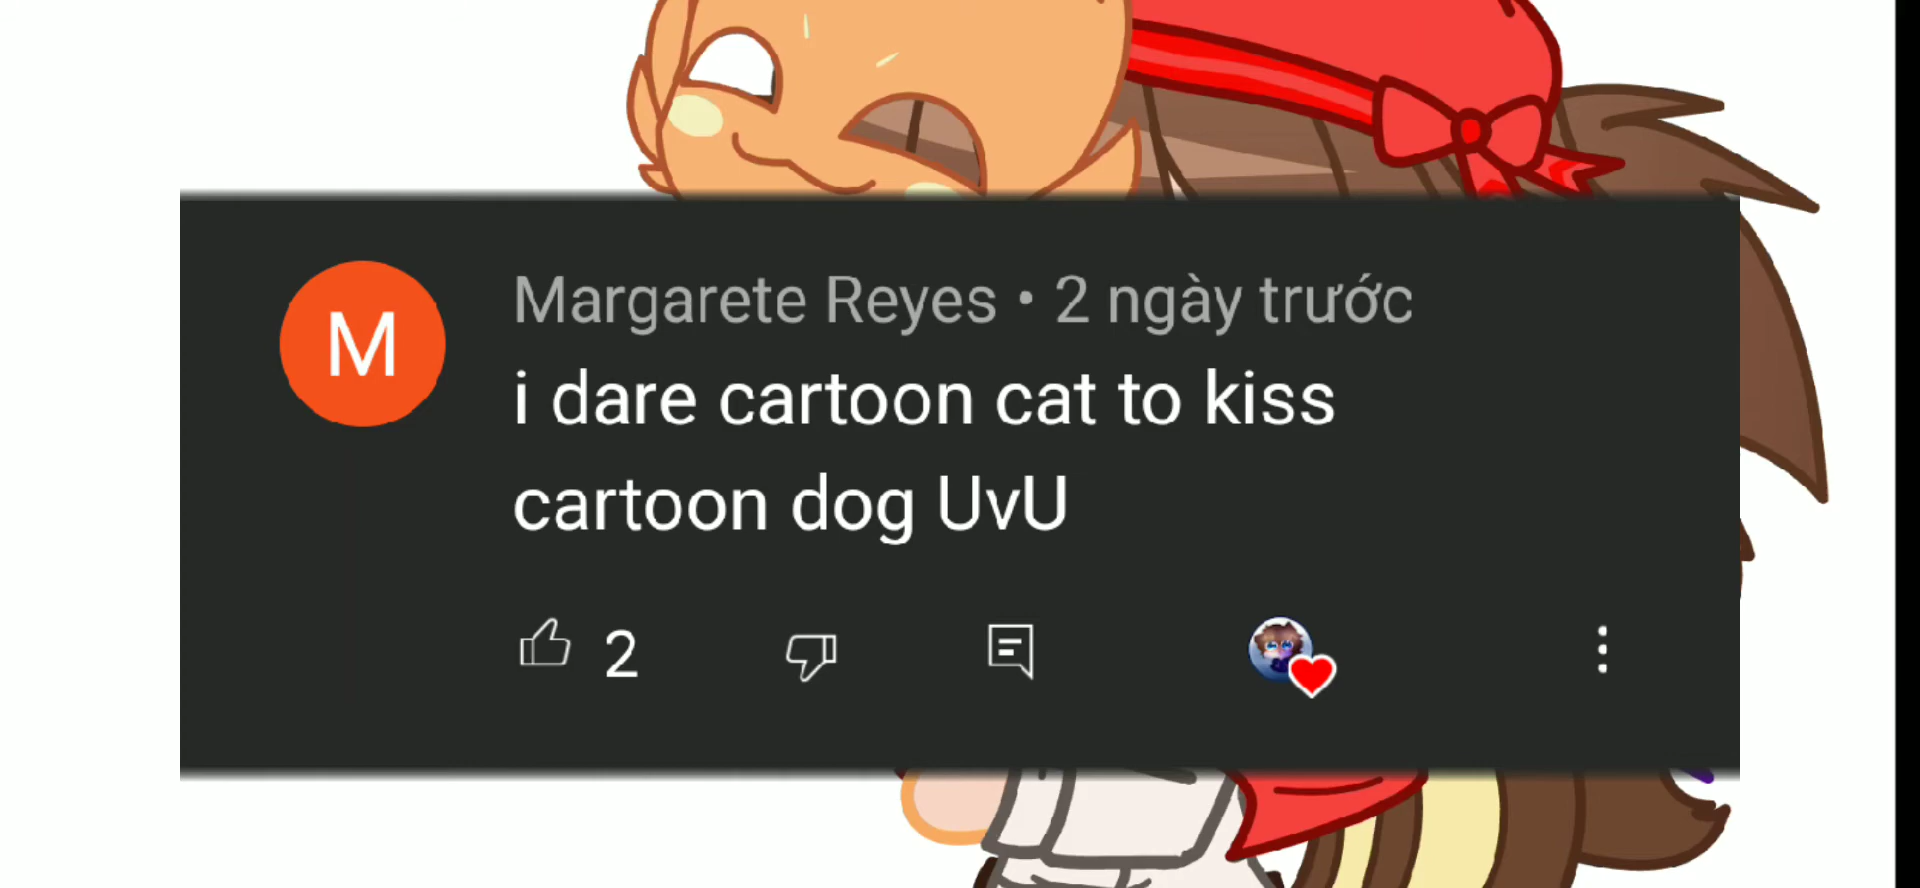 M
Margarete Reyes • 2 ngày trước
i dare cartoon cat to kiss
cartoon dog UvU
2